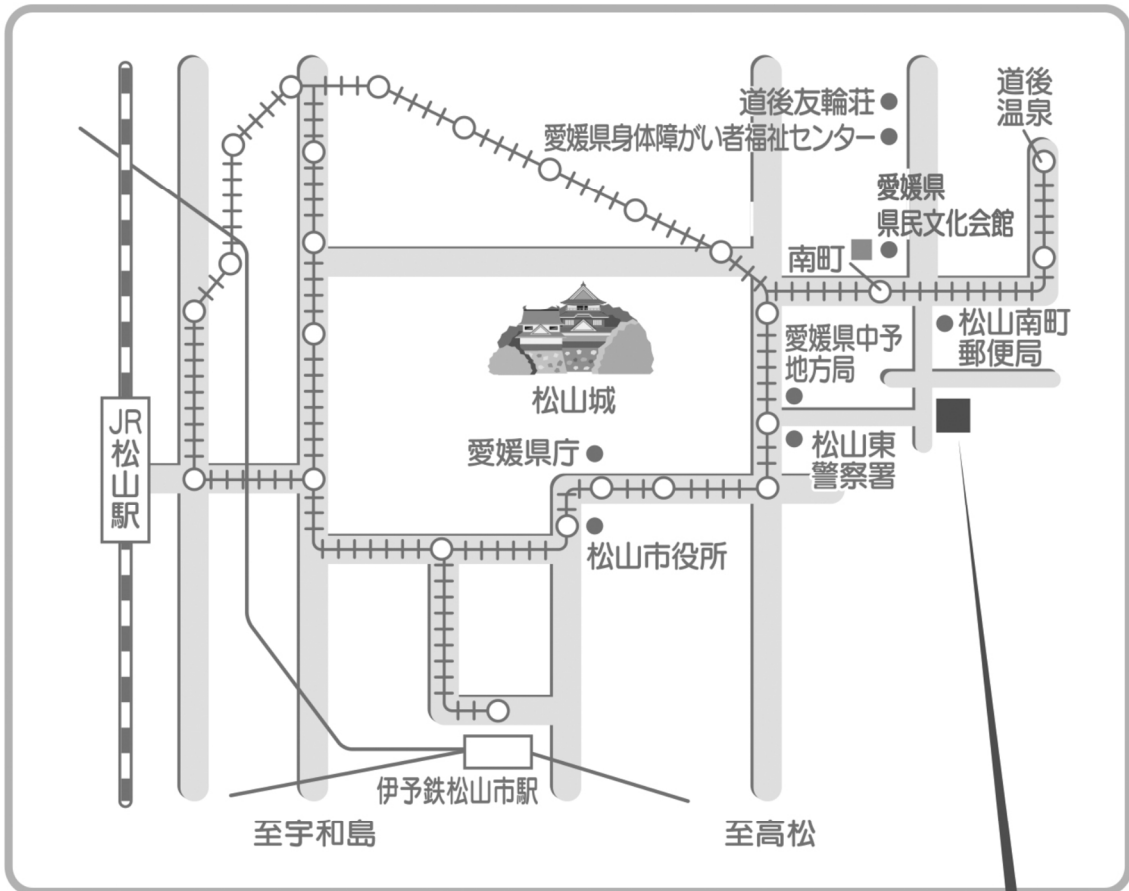 道後
温泉
道後友輪荘
愛媛県身体障がい者福祉センター
愛媛県
県民文化会館
南町
松山南町
郵便局
愛媛県中予
地方局
松山城
JR松山駅
愛媛県庁
松山東
警察署
松山市役所
伊予鉄松山市駅
至宇和島
至高松